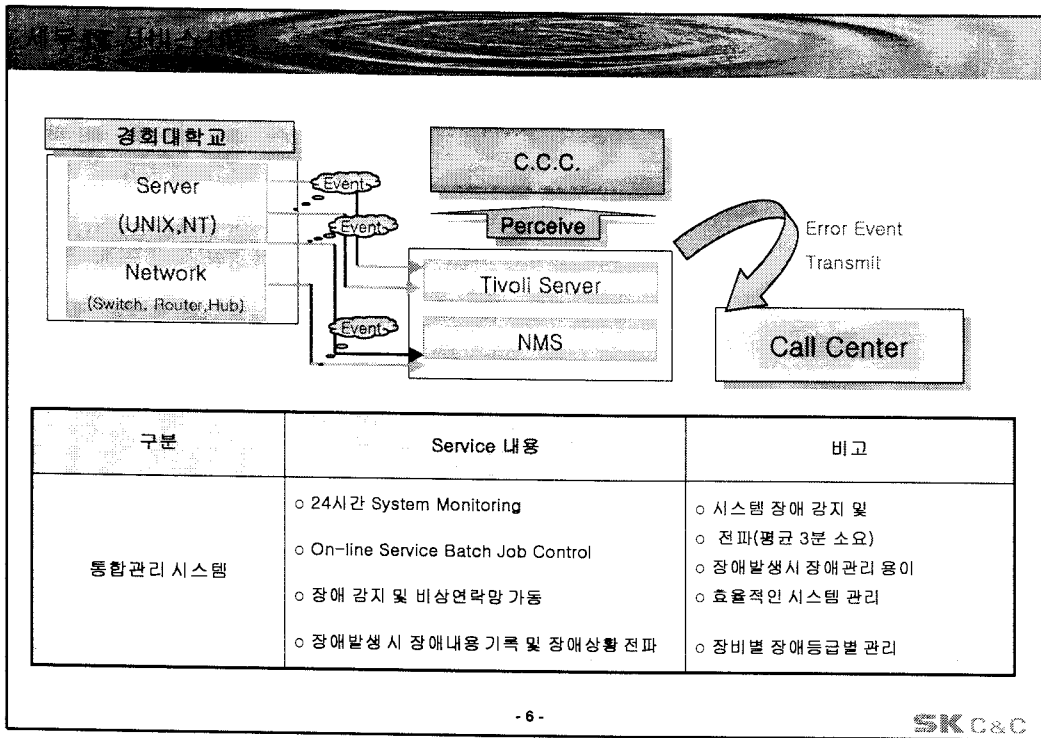 경희대학교
Server
(UNIX,NT)
Network
(Switch, Router,Hub)
Event
Event
Event
C.C.C.
Perceive
Tivoli Server
NMS
Error Event
Transmit
Call Center
구분
Service 내용
비고
통합관리 시스템
○ 24시간 System Monitoring
○ On-line Service Batch Job Control
○ 장애 감지 및 비상연락망 가동
○ 장애발생 시 장애내용 기록 및 장애상황 전파
○ 시스템 장애 감지 및
○ 전파(평균 3분 소요)
○ 장애발생시 장애관리 용이
○ 효율적인 시스템 관리
○ 장비별 장애등급별 관리
- 6 -
SK C&C